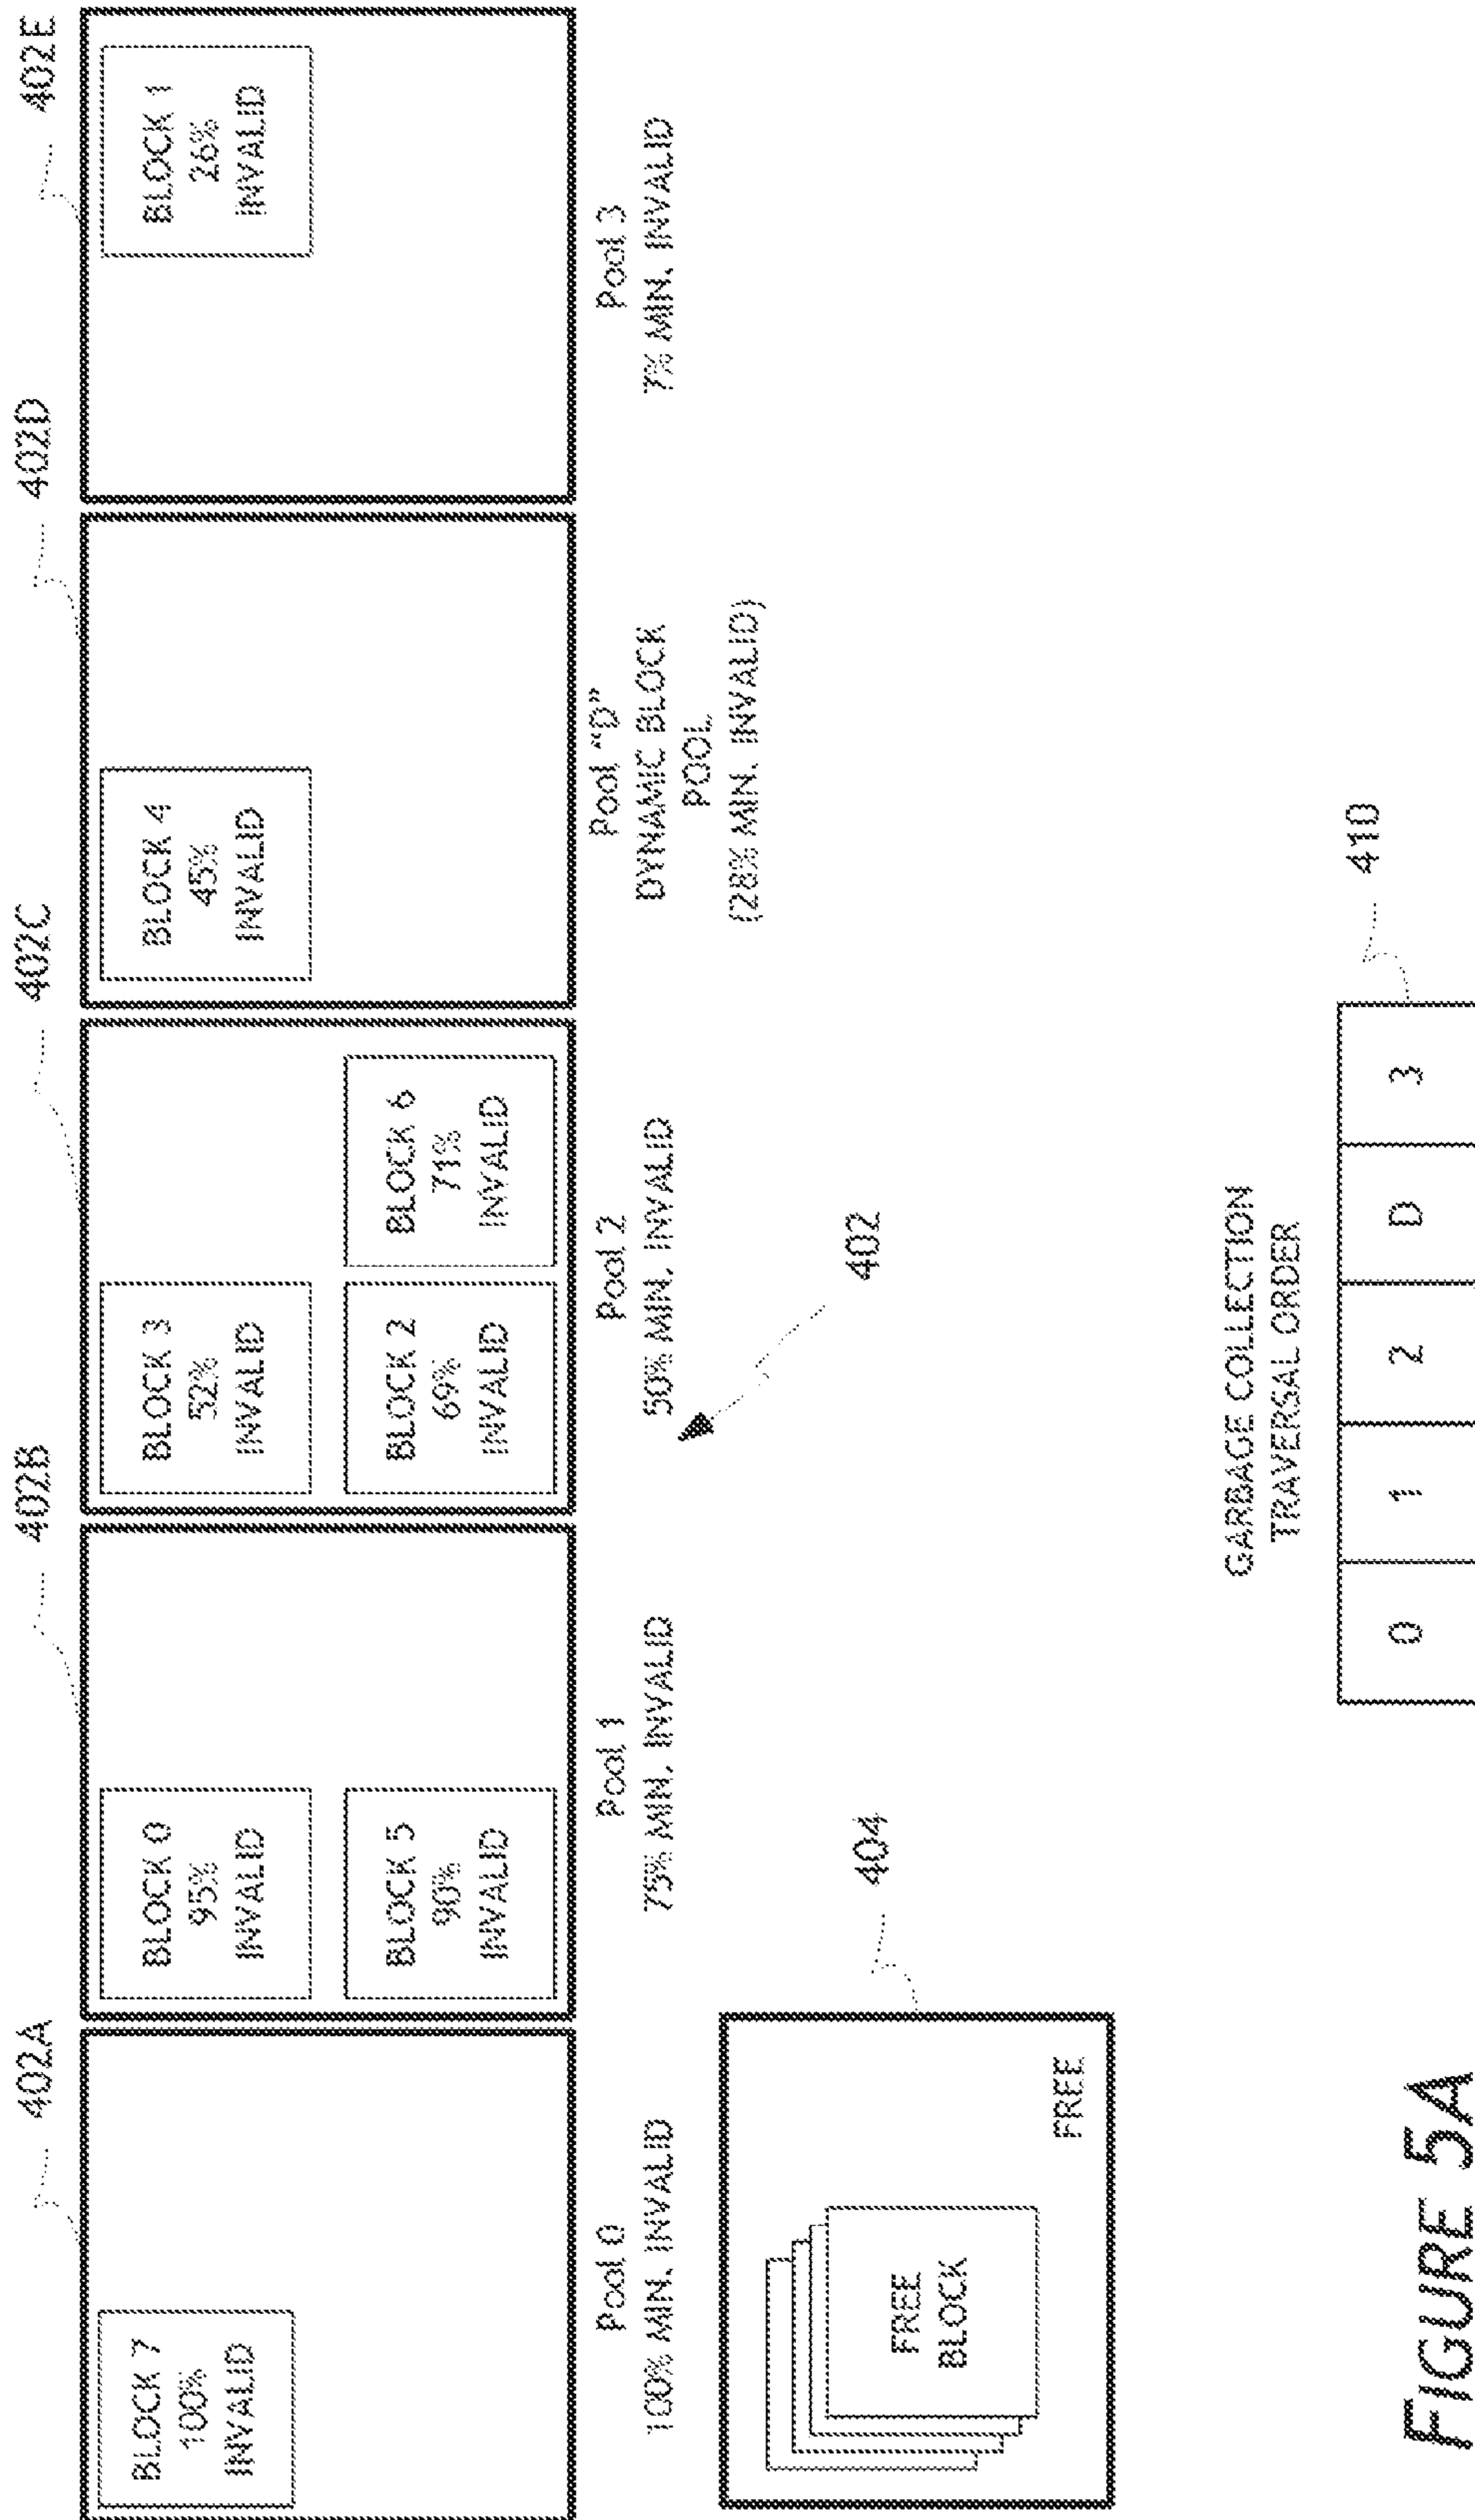 402A
402B
402C
402D
402E
BLOCK 7
100%
INVALID
BLOCK 0
95%
INVALID
BLOCK 5
90%
INVALID
BLOCK 3
52%
INVALID
BLOCK 2
69%
INVALID
BLOCK 6
71%
INVALID
BLOCK 4
45%
INVALID
BLOCK 1
26%
INVALID
Pool 0
100% MIN. INVALID
Pool 1
75% MIN. INVALID
Pool 2
50% MIN. INVALID
Pool “D”
DYNAMIC BLOCK
POOL
(28% MIN. INVALID)
Pool 3
7% MIN. INVALID
404
402
FREE
BLOCK
FREE
GARBAGE COLLECTION
TRAVERSAL ORDER
410
0 1 2 D 3
FIGURE 5A